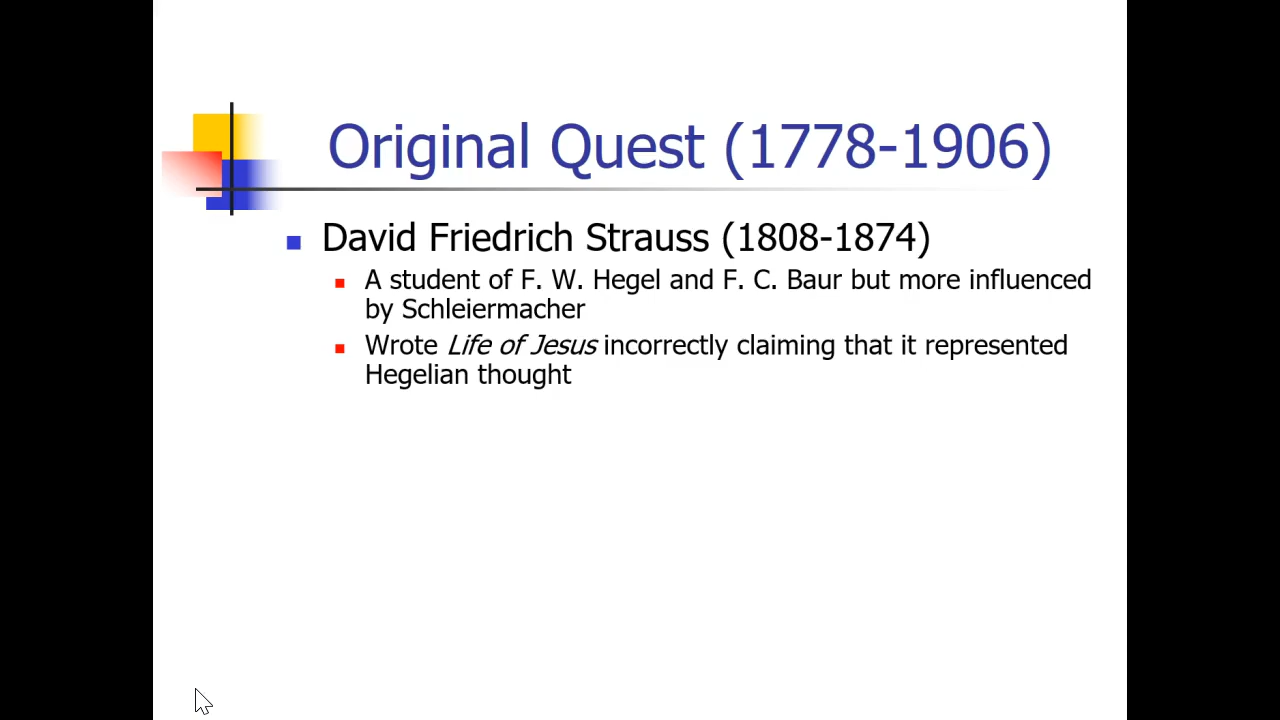 Original Quest (1778-1906)
David Friedrich Strauss (1808-1874)
A student of F. W. Hegel and F. C. Baur but more influenced
by Schleiermacher
Wrote Life of Jesus incorrectly claiming that it represented
Hegelian thought